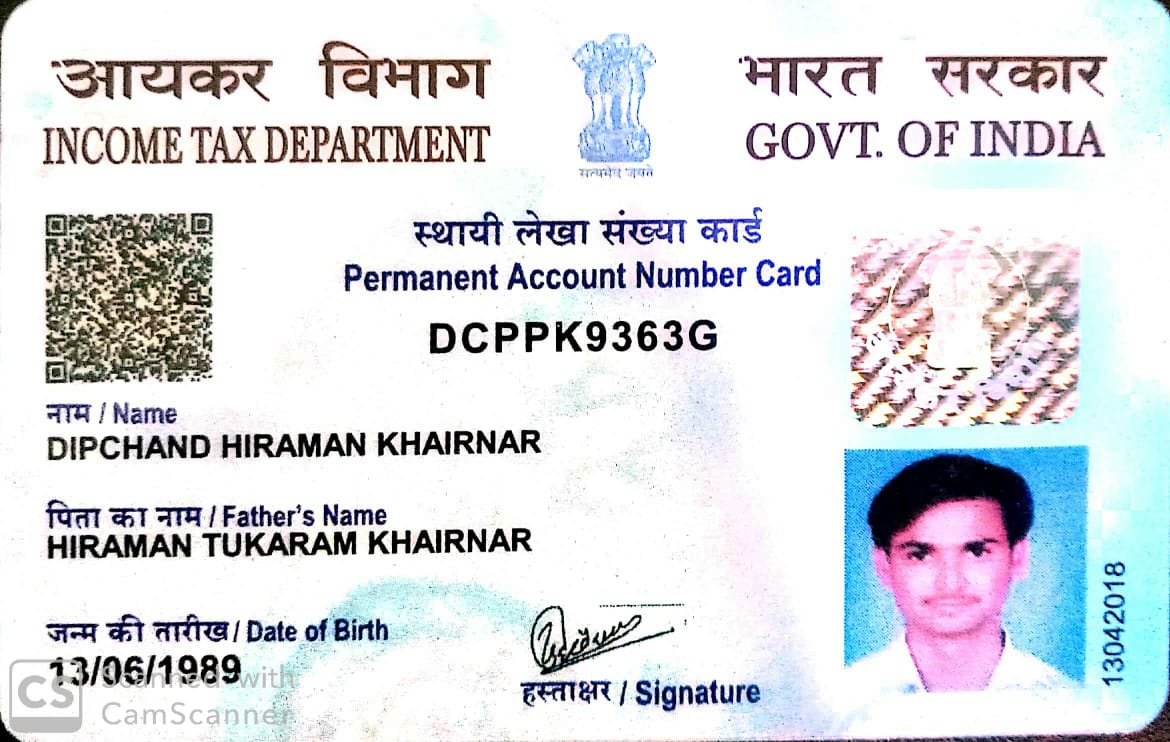 आयकर विभाग
INCOME TAX DEPARTMENT
सत्यमेव जयते
भारत सरकार
GOVT. OF INDIA
स्थायी लेखा संख्या कार्ड
Permanent Account Number Card
DCPPK9363G
नाम / Name
DIPCHAND HIRAMAN KHAIRNAR
पिता का नाम / Father's Name
HIRAMAN TUKARAM KHAIRNAR
जन्म की तारीख / Date of Birth
13/06/1989
हस्ताक्षर / Signature
13042018
CS
Scanned with
CamScanner